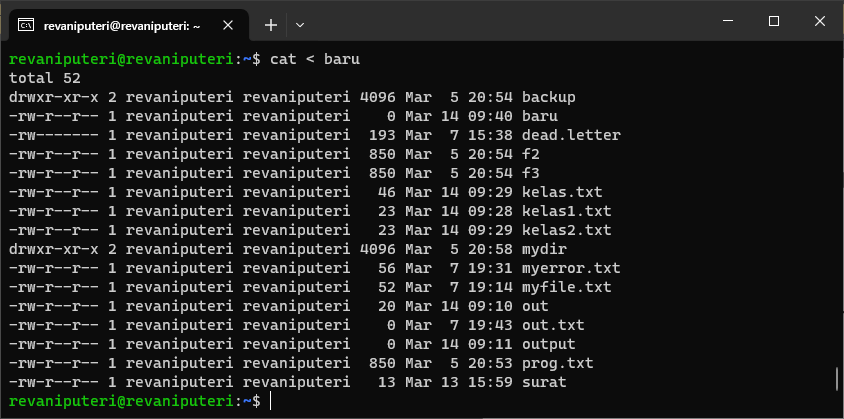 revaniputeri@revaniputeri: ~
revaniputeri@revaniputeri:~$ cat < baru
total 52
drwxr-xr-x 2 revaniputeri revaniputeri 4096 Mar  5 20:54 backup
-rw-r--r-- 1 revaniputeri revaniputeri    0 Mar 14 09:40 baru
-rw------- 1 revaniputeri revaniputeri  193 Mar  7 15:38 dead.letter
-rw-r--r-- 1 revaniputeri revaniputeri  850 Mar  5 20:54 f2
-rw-r--r-- 1 revaniputeri revaniputeri  850 Mar  5 20:54 f3
-rw-r--r-- 1 revaniputeri revaniputeri   46 Mar 14 09:29 kelas.txt
-rw-r--r-- 1 revaniputeri revaniputeri   23 Mar 14 09:28 kelas1.txt
-rw-r--r-- 1 revaniputeri revaniputeri   23 Mar 14 09:29 kelas2.txt
drwxr-xr-x 2 revaniputeri revaniputeri 4096 Mar  5 20:58 mydir
-rw-r--r-- 1 revaniputeri revaniputeri   56 Mar  7 19:31 myerror.txt
-rw-r--r-- 1 revaniputeri revaniputeri   52 Mar  7 19:14 myfile.txt
-rw-r--r-- 1 revaniputeri revaniputeri   20 Mar 14 09:10 out
-rw-r--r-- 1 revaniputeri revaniputeri    0 Mar  7 19:43 out.txt
-rw-r--r-- 1 revaniputeri revaniputeri    0 Mar 14 09:11 output
-rw-r--r-- 1 revaniputeri revaniputeri  850 Mar  5 20:53 prog.txt
-rw-r--r-- 1 revaniputeri revaniputeri   13 Mar 13 15:59 surat
revaniputeri@revaniputeri:~$